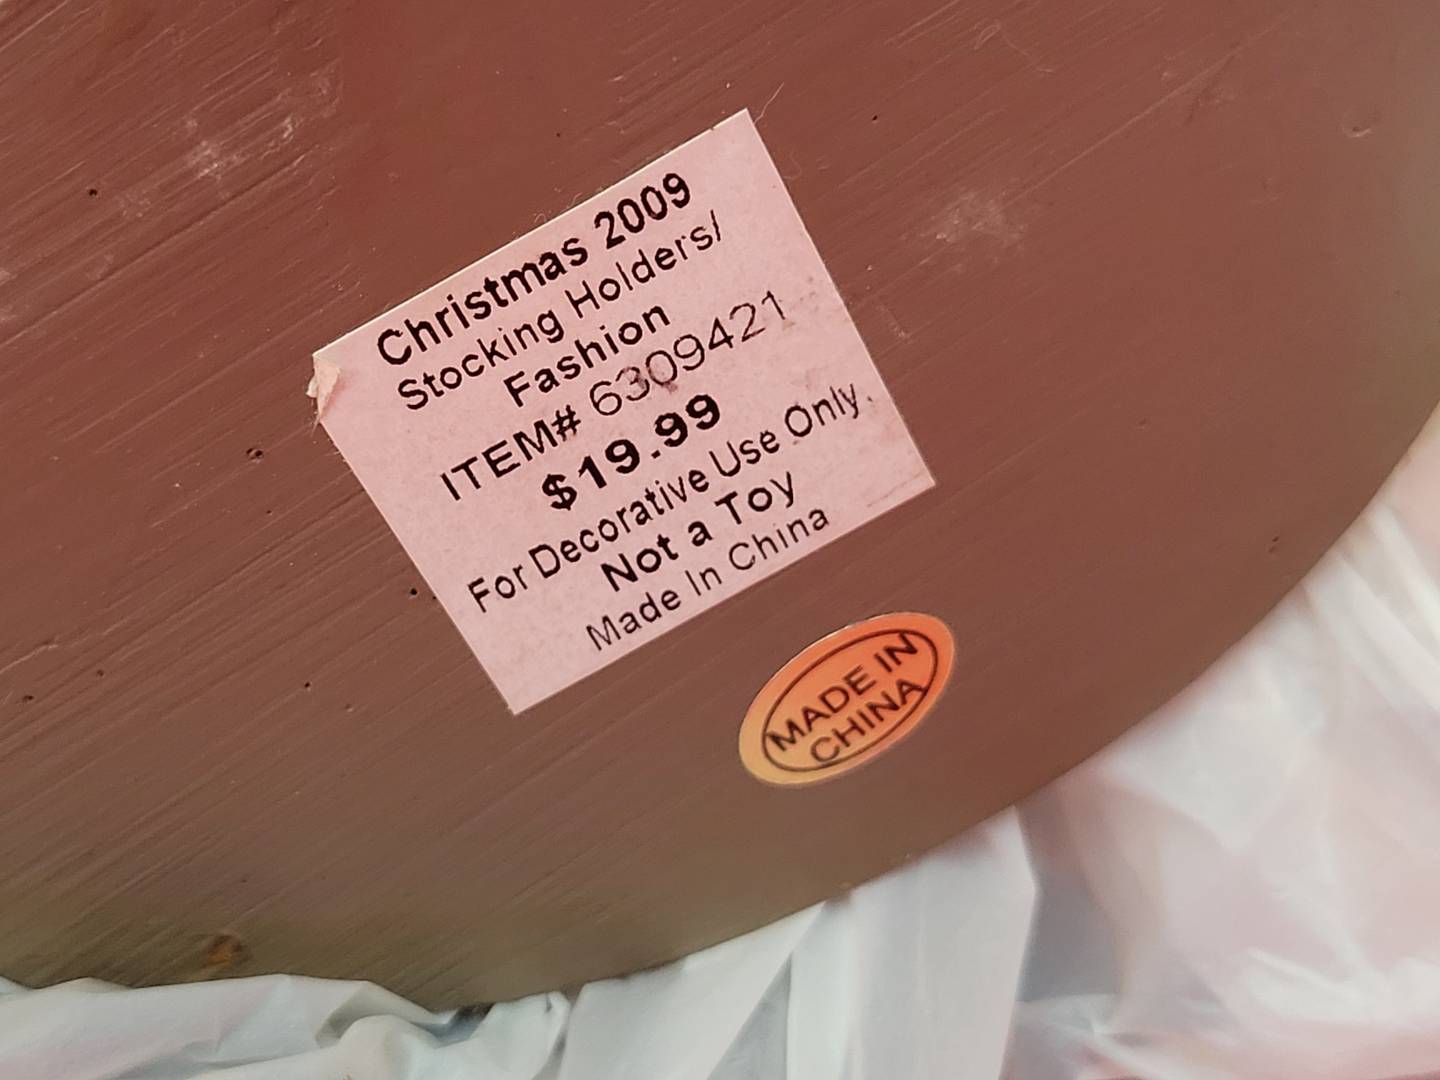 Christmas 2009
Stocking Holders/
Fashion
ITEM# 6309421
$19.99
For Decorative Use Only.
Not a Toy
Made In China
MADE IN
CHINA